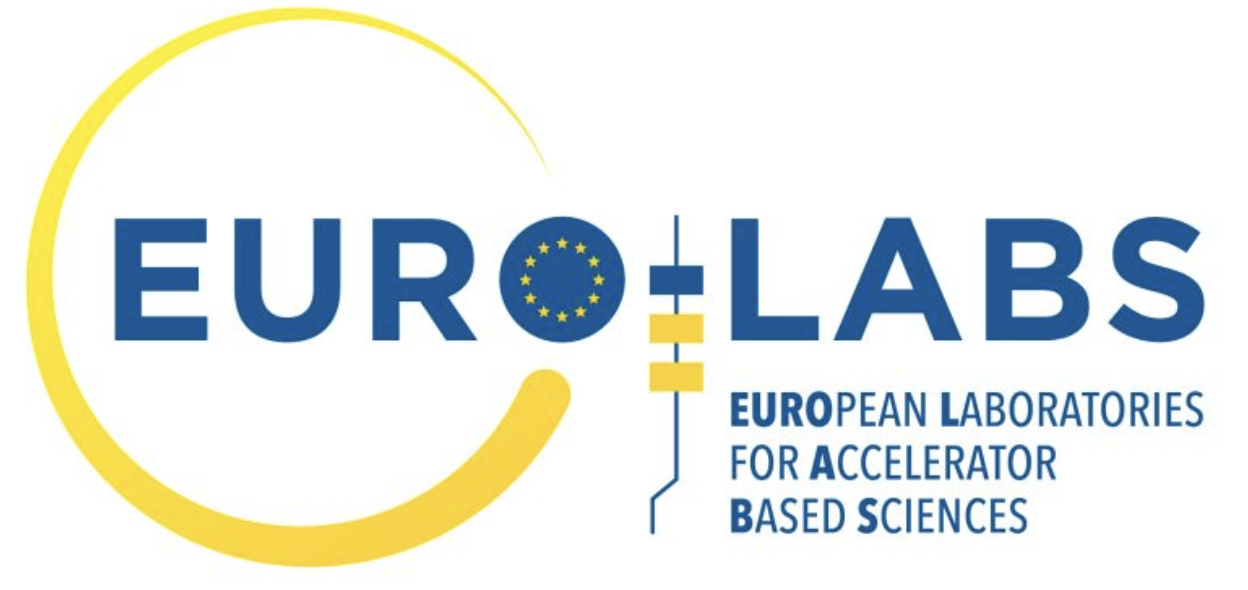 EURO-LABS
EUROPEAN LABORATORIES
FOR ACCELERATOR
BASED SCIENCES